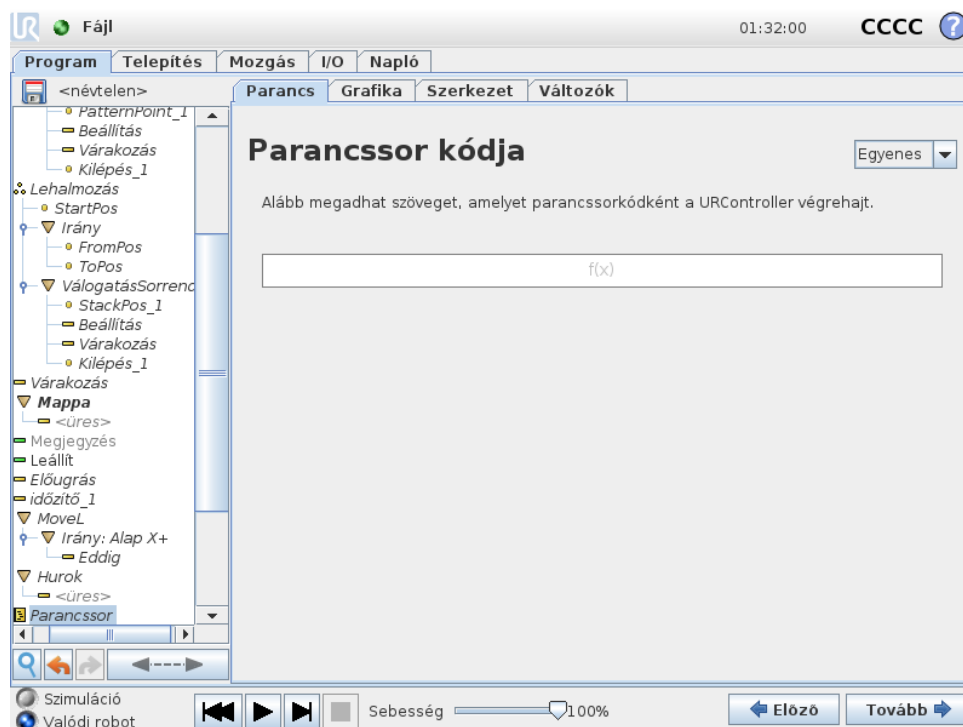 UR Fájl 01:32:00 CCCC ?
Program Telepítés Mozgás I/O Napló
<névtelen>
Parancs Grafika Szerkezet Változók
PatternPoint_1
Beállítás
Várakozás
Kilépés_1
Lehalmozás
StartPos
Irány
FromPos
ToPos
VálogatásSorrend
StackPos_1
Beállítás
Várakozás
Kilépés_1
Várakozás
Mappa
<üres>
Megjegyzés
Leállít
Előugrás
időzítő_1
MoveL
Irány: Alap X+
Eddig
Hurok
<üres>
Parancssor
Parancssor kódja
Egyenes
Alább megadhat szöveget, amelyet parancssorkódként a URController végrehajt.
f(x)
Szimuláció
Valódi robot
Sebesség 100%
Előző Tovább